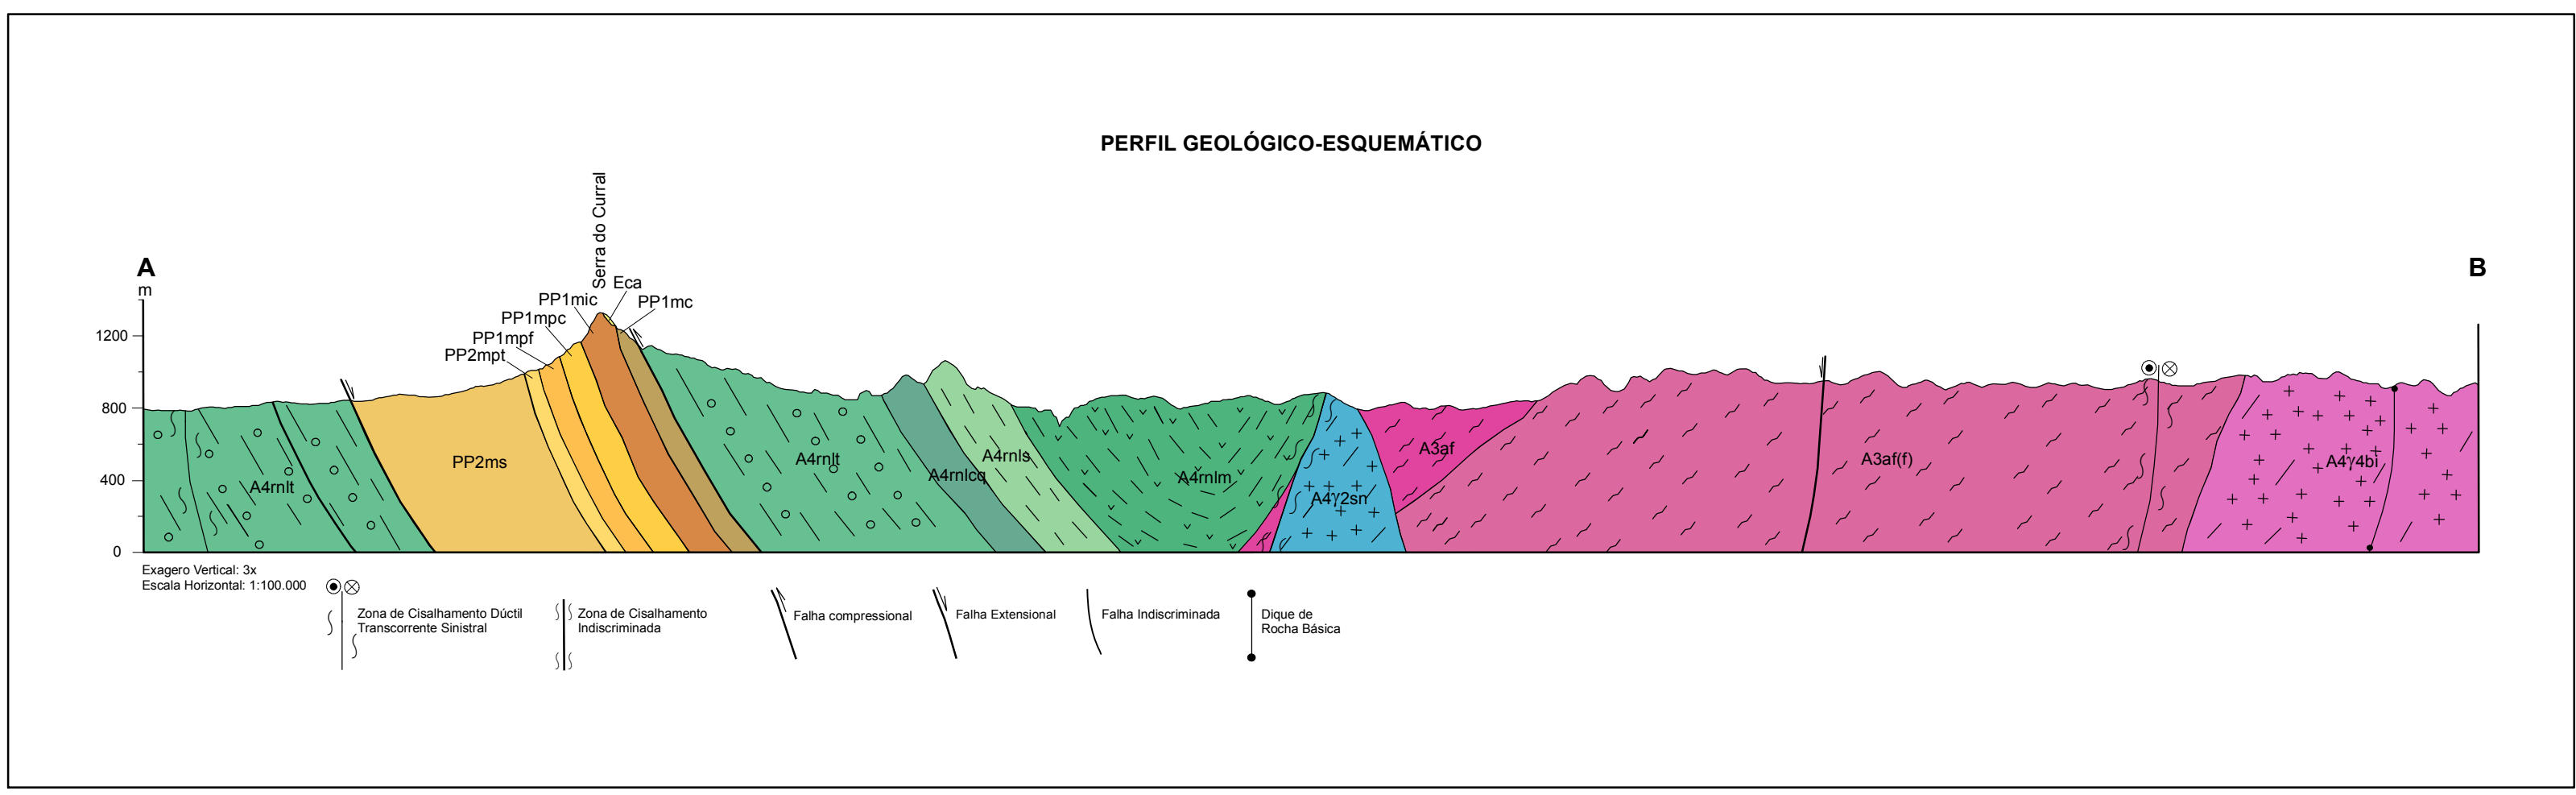 PERFIL GEOLÓGICO-ESQUEMÁTICO
Serra do Curral
A
B
m
Eca
PP1mic
PP1mc
PP1mpc
PP1mpf
PP2mpt
1200
800
400
0
PP2ms
A4rnlt
A4rnlt
A4rnlcq
A4rnls
A4rnlm
A4γ2sn
A3af
A3af(f)
A4γ4bi
Exagero Vertical: 3x
Escala Horizontal: 1:100.000
Zona de Cisalhamento Dúctil
Transcorrente Sinistral
Zona de Cisalhamento
Indiscriminada
Falha compressional
Falha Extensional
Falha Indiscriminada
Dique de
Rocha Básica